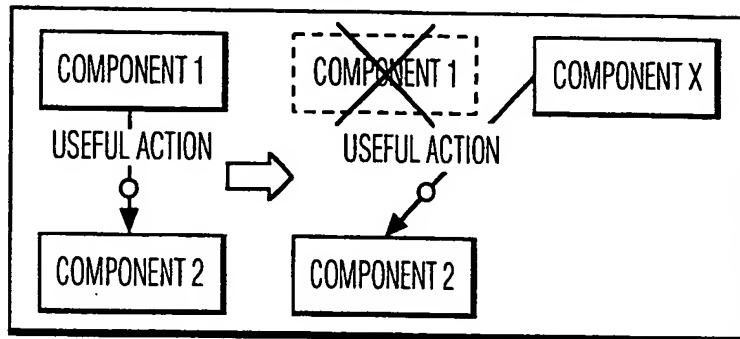 COMPONENT 1
USEFUL ACTION
COMPONENT 2
COMPONENT 1
COMPONENT X
USEFUL ACTION
COMPONENT 2